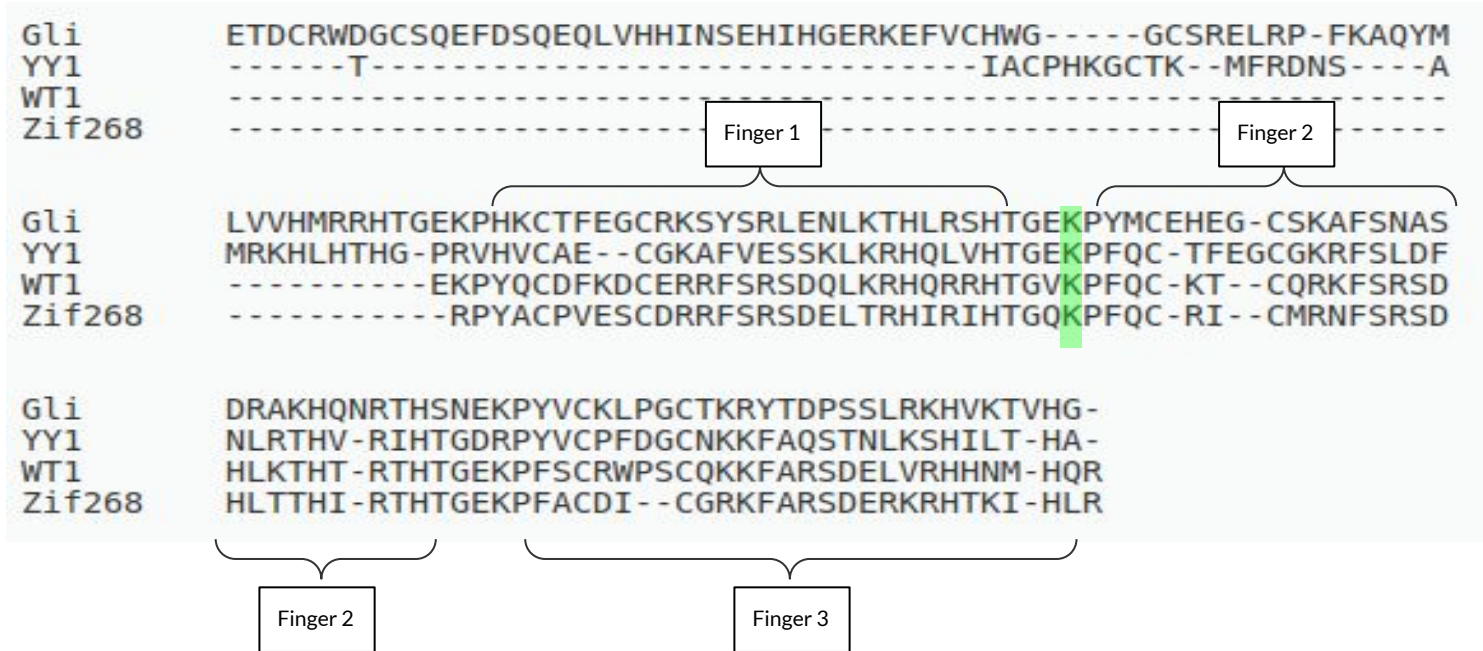 Gli ETDCRWDGCSQEFDSQEQLVHHINSEHIHGERKEFVCHWG-----GCSRELRP-FKAQYM
YY1 ------T------------------------------IACPHKGCTK--MFRDNS----A
WT1 ------------------------------------------------------------
Zif268 ------------------------------------------------------------
Finger 1
Finger 2
Gli LVVHMRRHTGEKPHKCTFEGCRKSYSRLENLKTHLRSHTGEKPYMCEHEG-CSKAFSNAS
YY1 MRKHLHTHG-PRVHVCAE--CGKAFVESSKLKRHQLVHTGEKPFQC-TFEGCGKRFSLDF
WT1 ----------EKPYQCDFKDCERRFSRSDQLKRHQRRHTGVKPFQC-KT--CQRKFSRSD
Zif268 -----------RPYACPVESCDRRFSRSDELTRHIRIHTGQKPFQC-RI--CMRNFSRSD
Gli DRAKHQNRTHSNEKPYVCKLPGCTKRYTDPSSLRKHVKTVHG-
YY1 NLRTHV-RIHTGDRPYVCPFDGCNKKFAQSTNLKSHILT-HA-
WT1 HLKTHT-RTHTGEKPFSCRWPSCQKKFARSDELVRHHNM-HQR
Zif268 HLTTHI-RTHTGEKPFACDI--CGRKFARSDERKRHTKI-HLR
Finger 2
Finger 3